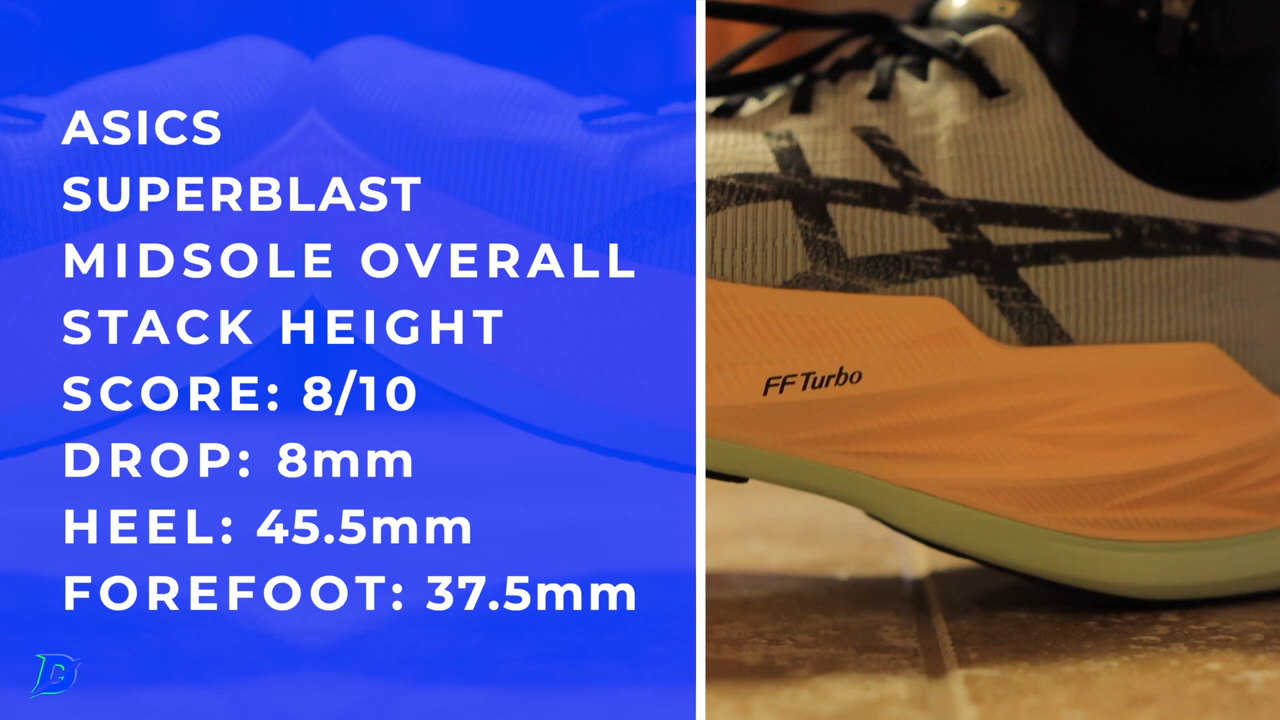 ASICS
SUPERBLAST
MIDSOLE OVERALL
STACK HEIGHT
SCORE: 8/10
DROP: 8mm
HEEL: 45.5mm
FOREFOOT: 37.5mm
FF Turbo